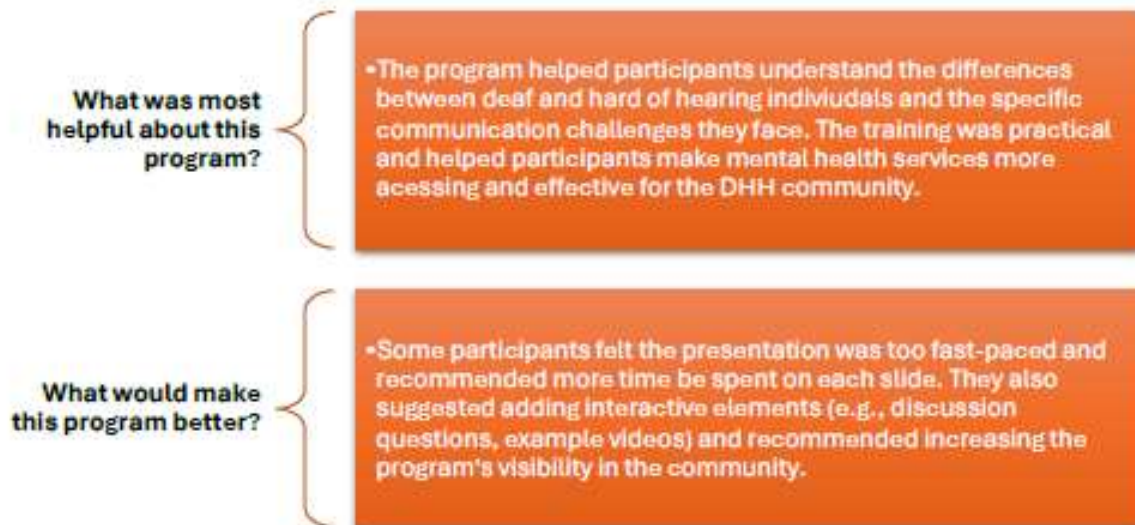 What was most
helpful about this
program?
•The program helped participants understand the differences
between deaf and hard of hearing indiviudals and the specific
communication challenges they face. The training was practical
and helped participants make mental health services more
acessing and effective for the DHH community.
What would make
this program better?
•Some participants felt the presentation was too fast-paced and
recommended more time be spent on each slide. They also
suggested adding interactive elements (e.g., discussion
questions, example videos) and recommended increasing the
program's visibility in the community.